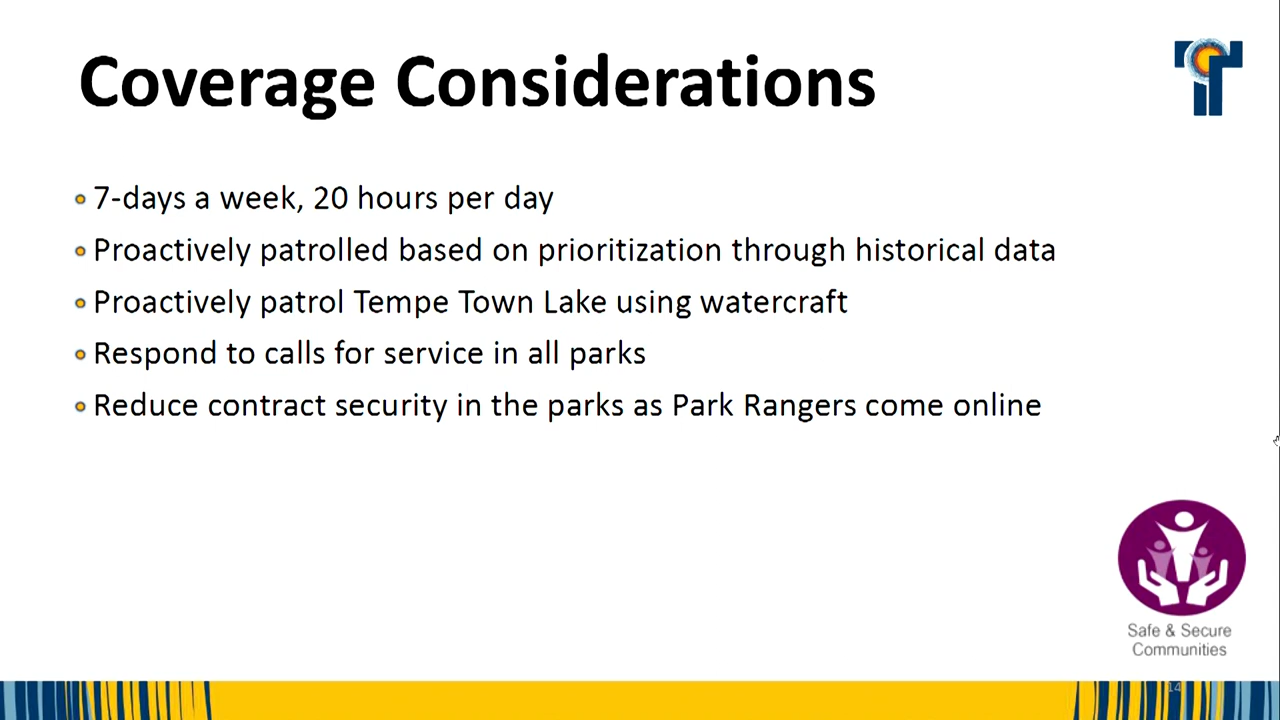 Coverage Considerations
7-days a week, 20 hours per day
Proactively patrolled based on prioritization through historical data
Proactively patrol Tempe Town Lake using watercraft
Respond to calls for service in all parks
Reduce contract security in the parks as Park Rangers come online
Safe & Secure
Communities
14